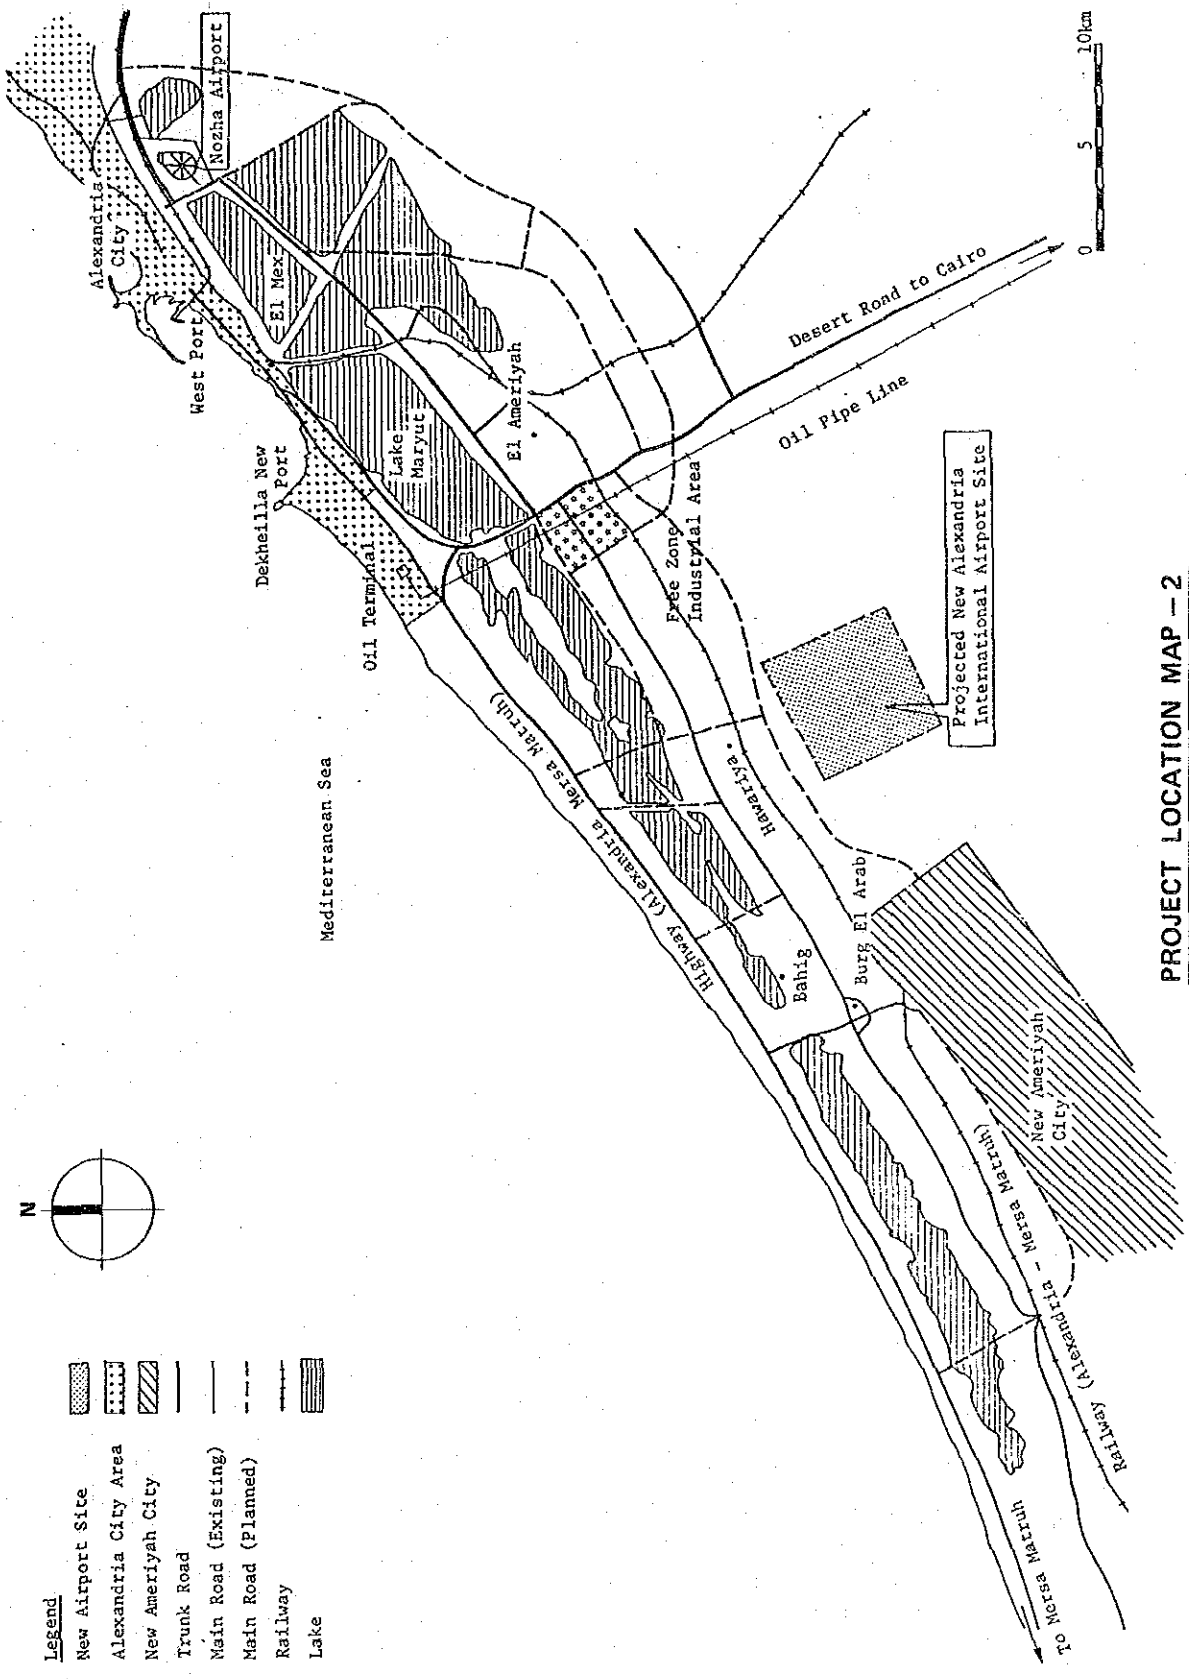 Legend
New Airport Site
Alexandria City Area
New Ameriyah City
Trunk Road
Main Road (Existing)
Main Road (Planned)
Railway
Lake
N
Mediterranean Sea
Alexandria
City
Nozha Airport
West Port
El Mex
Dekheilla New
Port
Lake
Maryut
Oil Terminal
El Ameriyah
Free Zone
Industrial Area
Desert Road to Cairo
Oil Pipe Line
Projected New Alexandria
International Airport Site
Highway (Alexandria Mersa Matruh)
Hawariya
Bahig
Burg El Arab
New Ameriyah
City
Railway (Alexandria - Mersa Matruh)
To Morsa Matruh
0 5 10km
PROJECT LOCATION MAP - 2